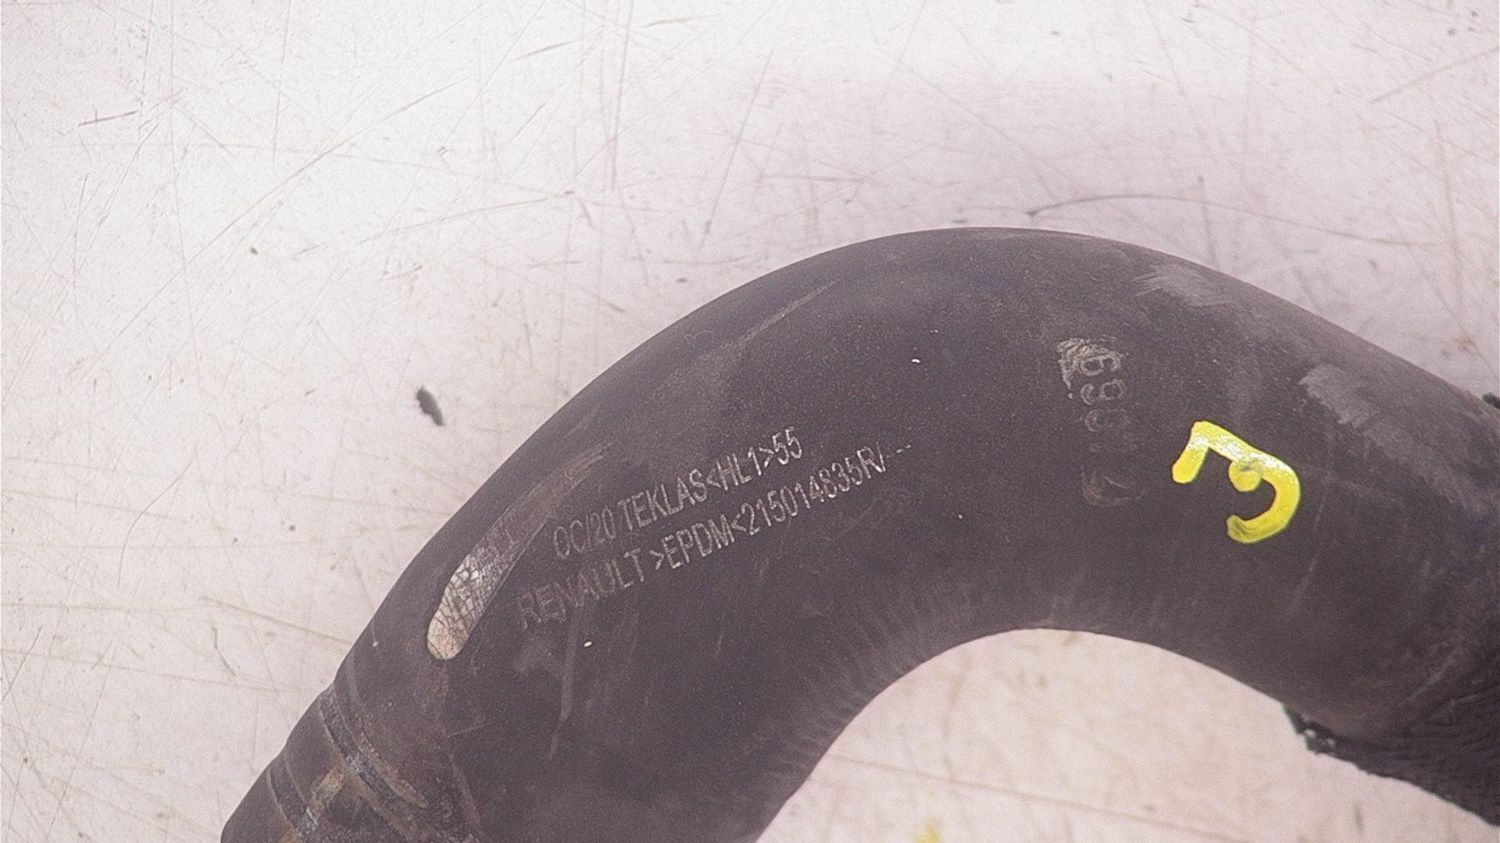 OC/20 TEKLAS<HL1>55
RENAULT >EPDM<215014835R/---